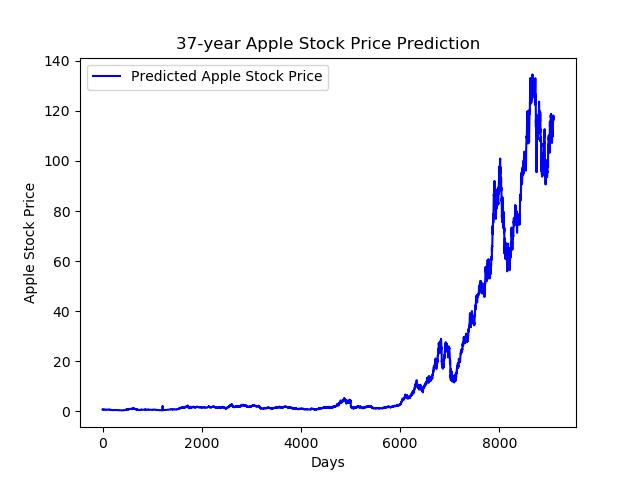 37-year Apple Stock Price Prediction
Predicted Apple Stock Price
140
120
100
80
60
40
20
0
Apple Stock Price
0 2000 4000 6000 8000
Days